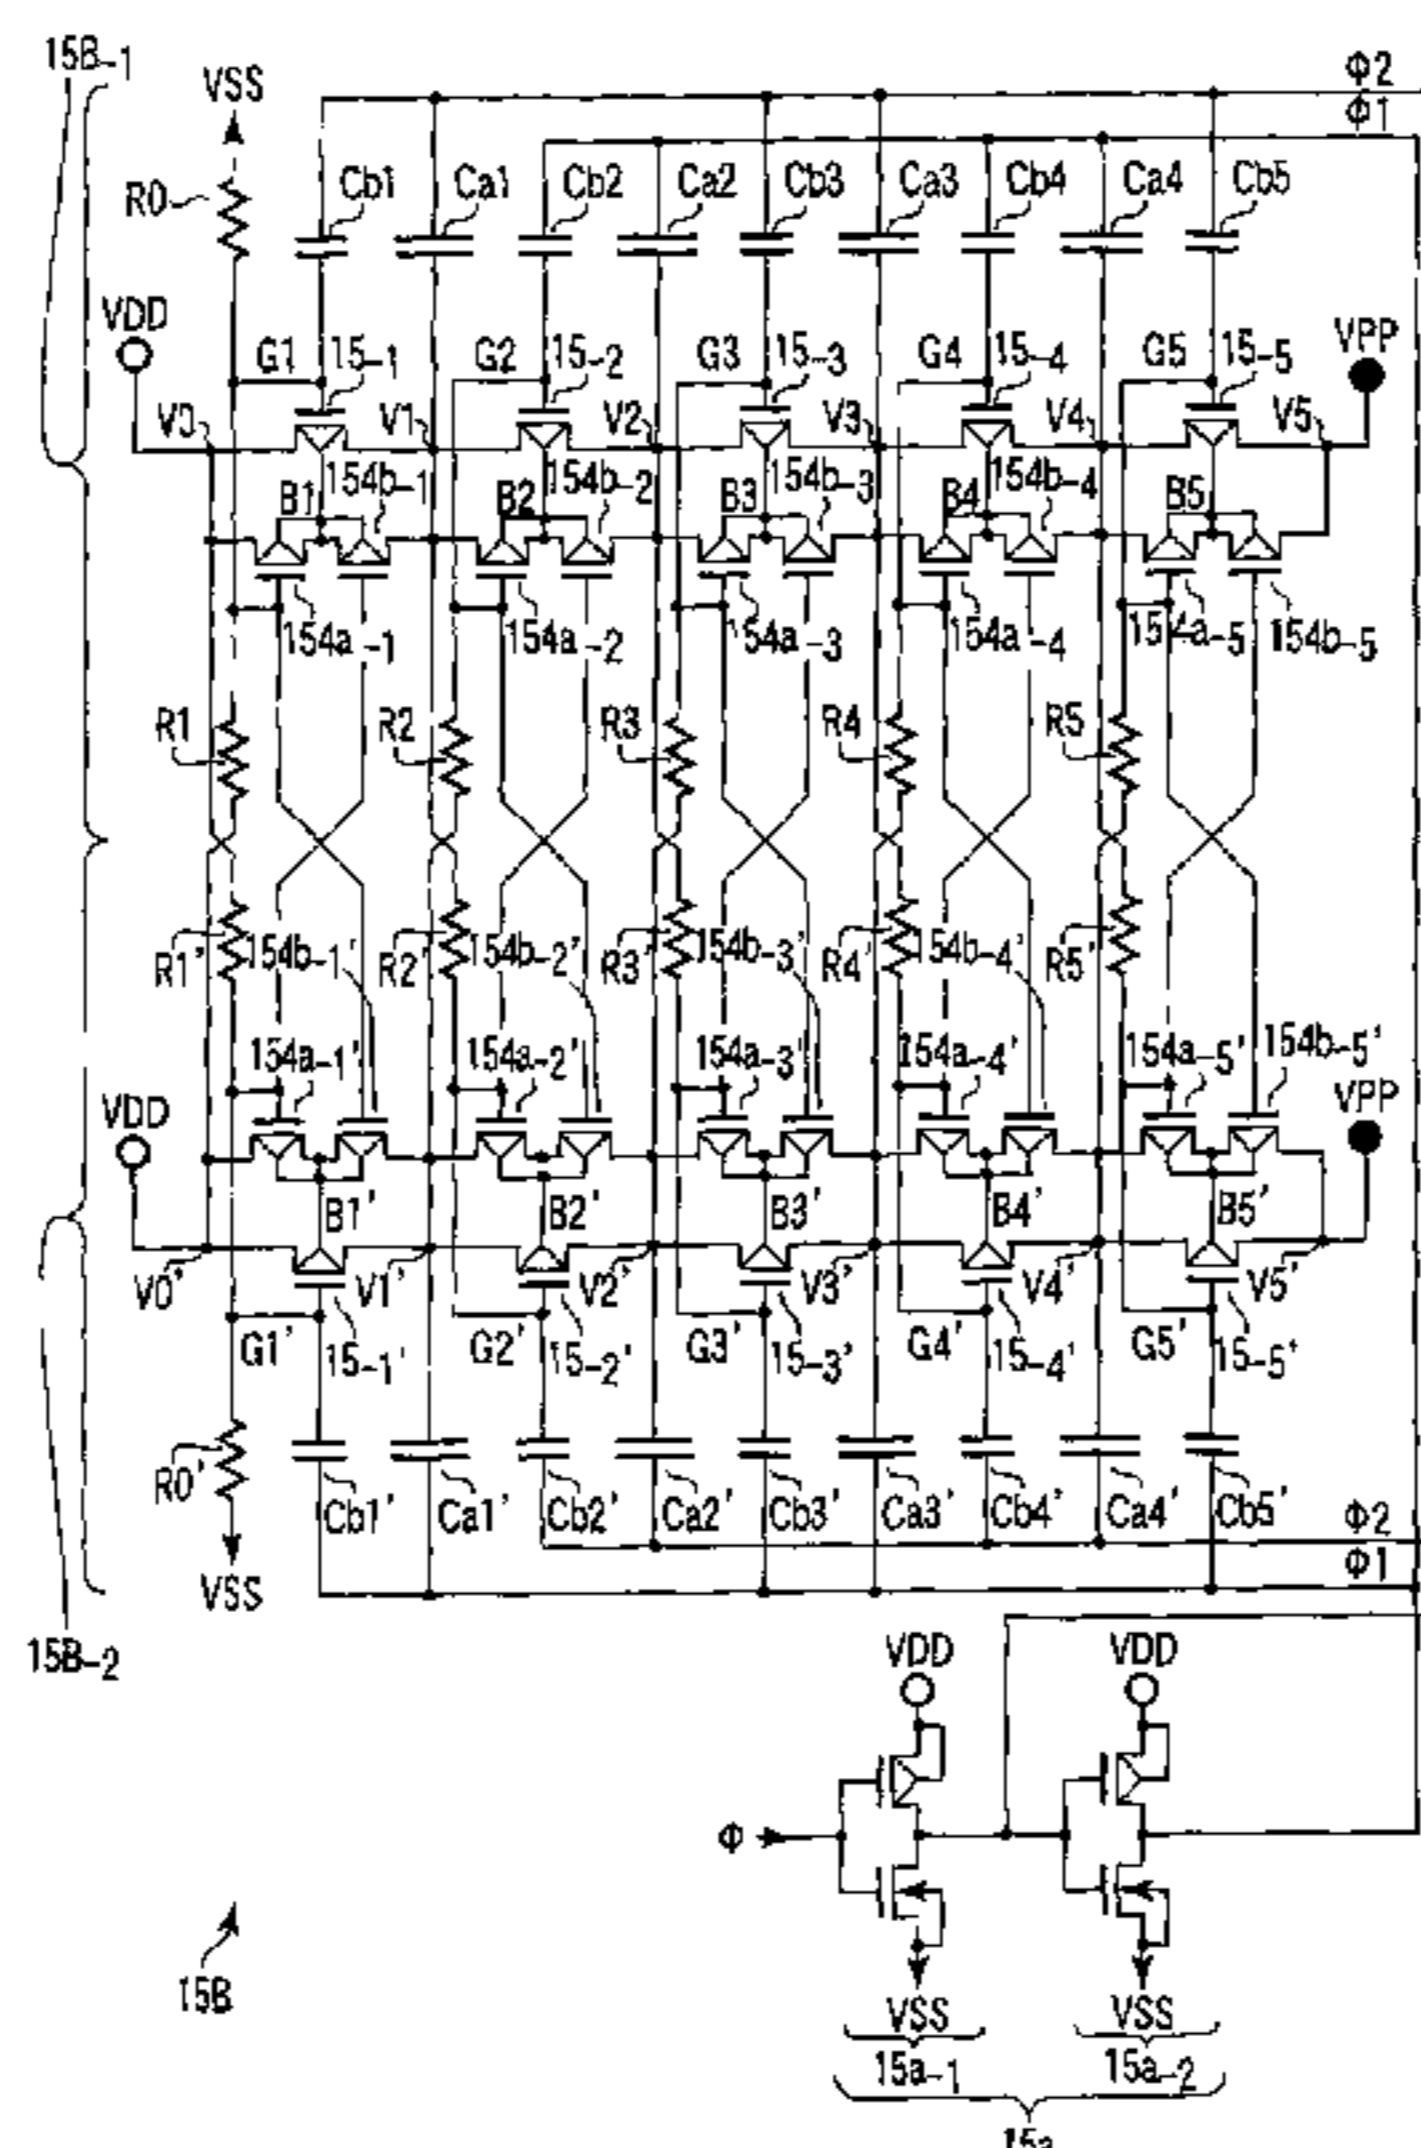 15B-1
VSS
Φ2
Φ1
R0
Cb1 Ca1 Cb2 Ca2 Cb3 Ca3 Cb4 Ca4 Cb5
VDD
VPP
G1 15-1 G2 15-2 G3 15-3 G4 15-4 G5 15-5
V0 V1 V2 V3 V4 V5
B1 154b-1 B2 154b-2 B3 154b-3 B4 154b-4 B5
154a-1 154a-2 154a-3 154a-4 154a-5 154b-5
R1 R2 R3 R4 R5
R1' 154b-1' R2' 154b-2' R3' 154b-3' R4' 154b-4' R5'
154a-1' 154a-2' 154a-3' 154a-4' 154a-5' 154b-5'
VDD
VPP
B1' B2' B3' B4' B5'
V0' V1' V2' V3' V4' V5'
G1' 15-1' G2' 15-2' G3' 15-3' G4' 15-4' G5' 15-5'
R0'
Cb1' Ca1' Cb2' Ca2' Cb3' Ca3' Cb4' Ca4' Cb5'
Φ2
Φ1
VSS
15B-2
VDD VDD
Φ
15B
VSS VSS
15a-1 15a-2
15a